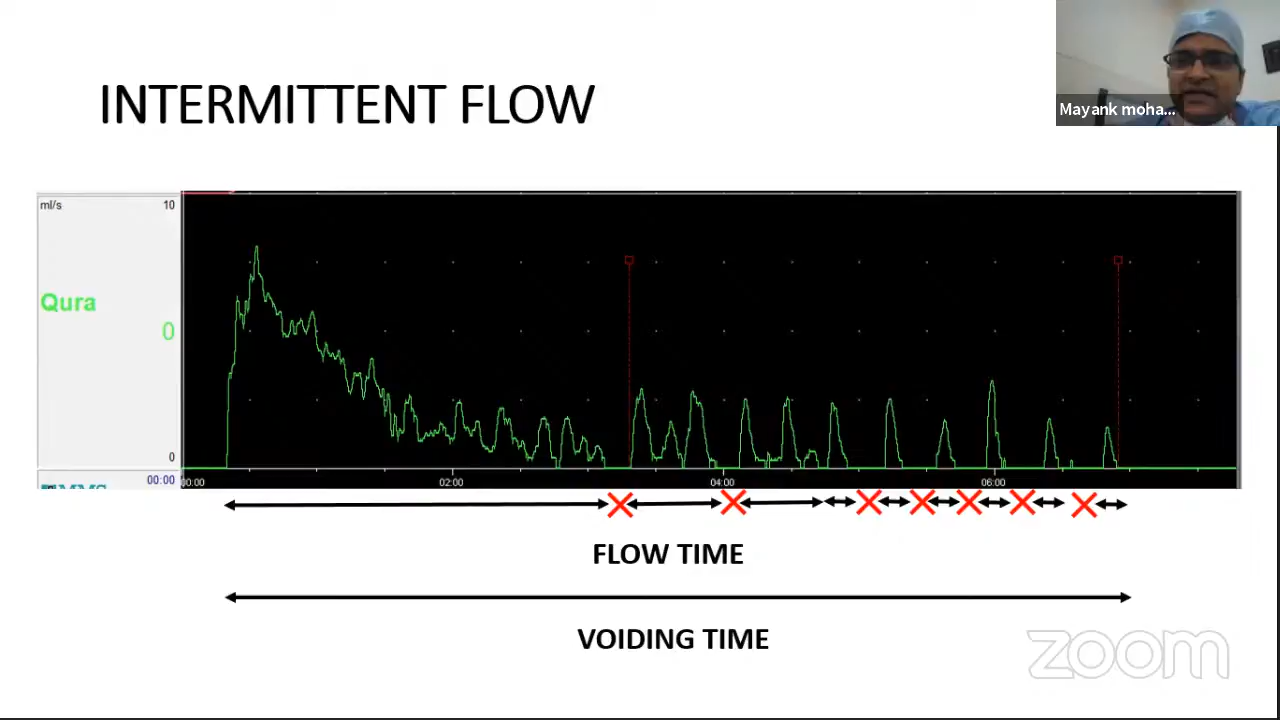 INTERMITTENT FLOW
Mayank moha...
ml/s 10
Qura
0
0
00:00
00:00 02:00 04:00 06:00
FLOW TIME
VOIDING TIME
zoom